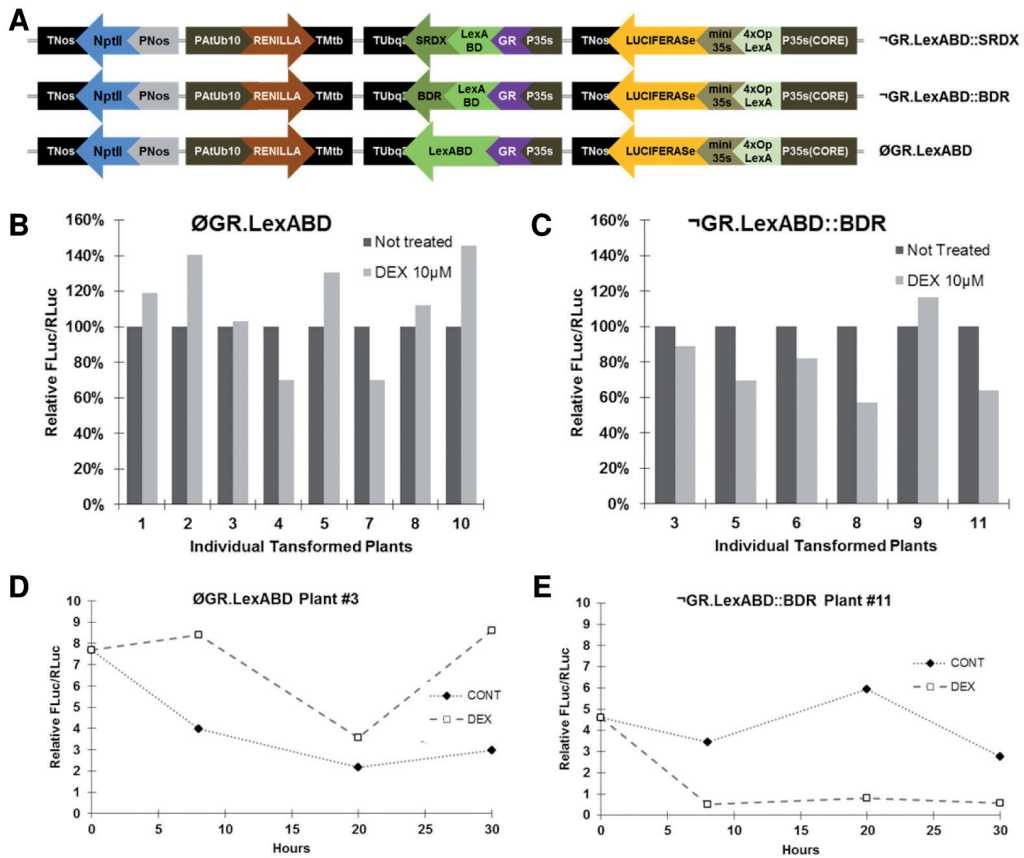 A
TNos NptII PNos PAtUb10 RENILLA TMtb TUbq3 SRDX LexA BD GR P35s TNos LUCIFERASe mini 35s 4xOp LexA P35s(CORE) ¬GR.LexABD::SRDX
TNos NptII PNos PAtUb10 RENILLA TMtb TUbq3 BDR LexA BD GR P35s TNos LUCIFERASe mini 35s 4xOp LexA P35s(CORE) ¬GR.LexABD::BDR
TNos NptII PNos PAtUb10 RENILLA TMtb TUbq3 LexABD GR P35s TNos LUCIFERASe mini 35s 4xOp LexA P35s(CORE) ØGR.LexABD
B
ØGR.LexABD
Not treated
DEX 10µM
Relative FLuc/RLuc
160%
140%
120%
100%
80%
60%
40%
20%
0%
1 2 3 4 5 7 8 10
Individual Tansformed Plants
C
¬GR.LexABD::BDR
Not Treated
DEX 10µM
Relative FLuc/RLuc
160%
140%
120%
100%
80%
60%
40%
20%
0%
3 5 6 8 9 11
Individual Tansformed Plants
D
ØGR.LexABD Plant #3
CONT
DEX
Relative FLuc/RLuc
10
9
8
7
6
5
4
3
2
1
0
0 5 10 15 20 25 30
Hours
E
¬GR.LexABD::BDR Plant #11
CONT
DEX
Relative FLuc/RLuc
10
9
8
7
6
5
4
3
2
1
0
0 5 10 15 20 25 30
Hours